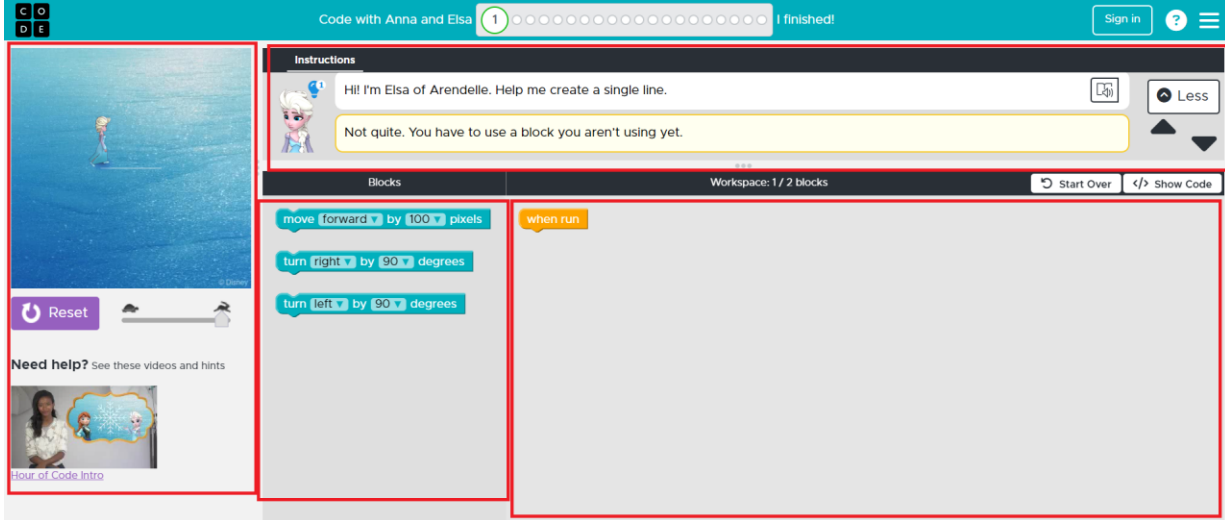 C O
D E
Code with Anna and Elsa 1 I finished!
Sign in ?
Instructions
1
Hi! I'm Elsa of Arendelle. Help me create a single line.
Less
Not quite. You have to use a block you aren't using yet.
Blocks
Workspace: 1 / 2 blocks
Start Over
</> Show Code
move forward by 100 pixels
when run
turn right by 90 degrees
turn left by 90 degrees
© Disney
Reset
Need help? See these videos and hints
Hour of Code Intro